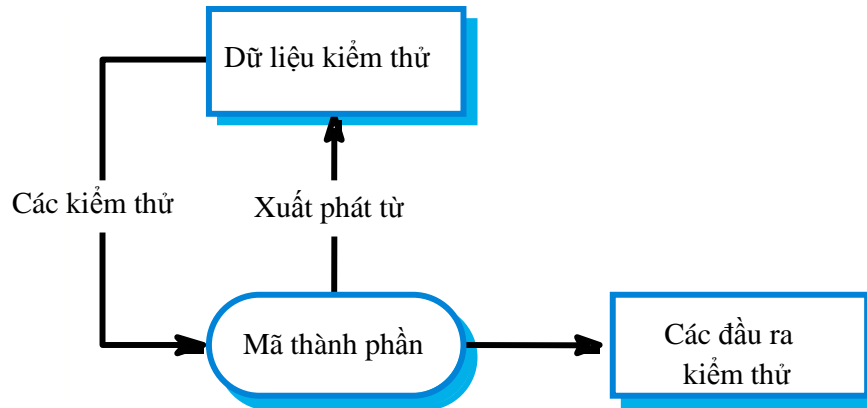 Dữ liệu kiểm thử
Các kiểm thử
Xuất phát từ
Mã thành phần
Các đầu ra
kiểm thử